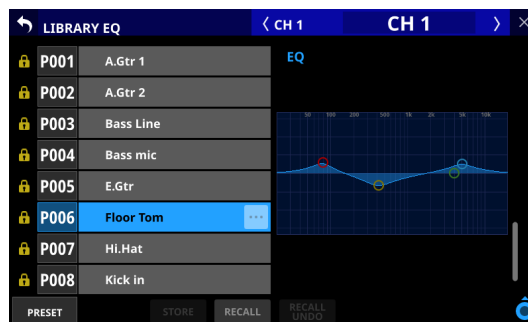 LIBRARY EQ
CH 1
CH 1
P001 A.Gtr 1
P002 A.Gtr 2
P003 Bass Line
P004 Bass mic
P005 E.Gtr
P006 Floor Tom
P007 Hi.Hat
P008 Kick in
EQ
50 100 200 500 1k 2k 5k 10k
PRESET STORE RECALL RECALL
UNDO